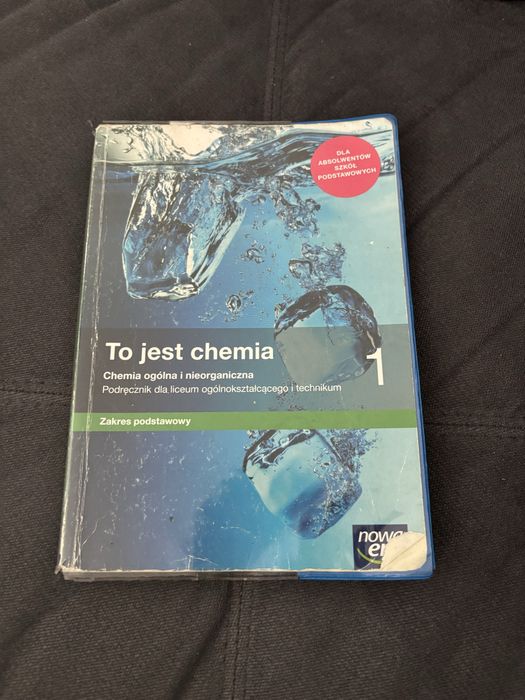 DLA
ABSOLWENTÓW
SZKÓŁ
PODSTAWOWYCH
To jest chemia
1
Chemia ogólna i nieorganiczna
Podręcznik dla liceum ogólnokształcącego i technikum
Zakres podstawowy
nowa